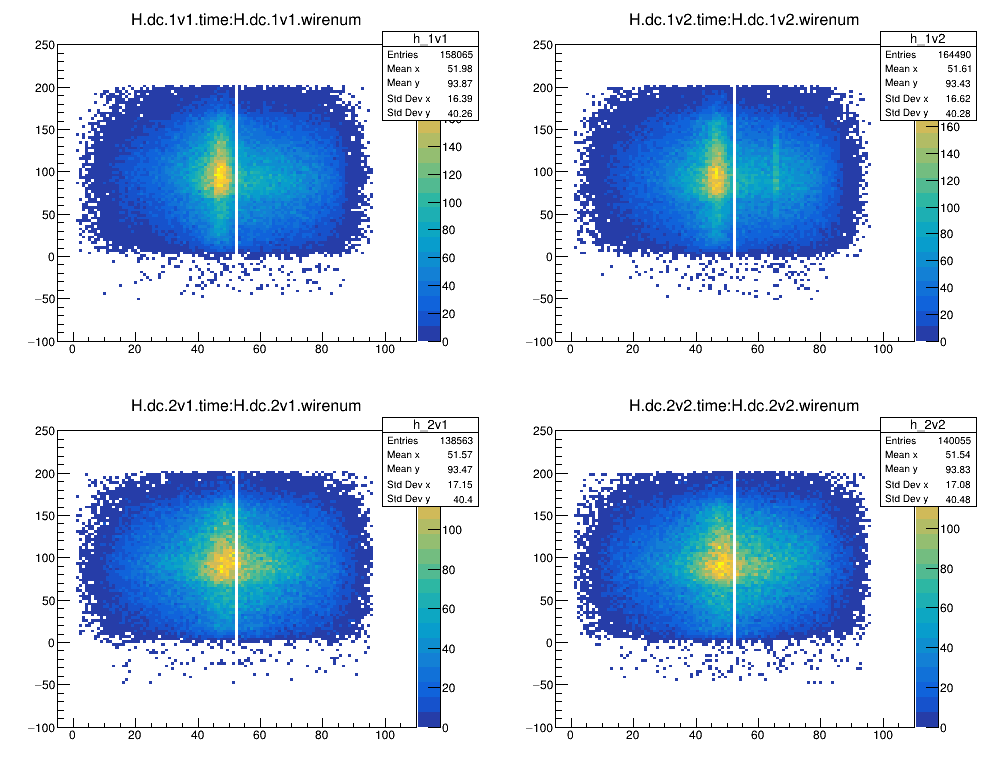 H.dc.1v1.time:H.dc.1v1.wirenum
h_1v1
Entries 158065
Mean x 51.98
Mean y 93.87
Std Dev x 16.39
Std Dev y 40.26
250
200
150
100
50
0
−50
−100
0 20 40 60 80 100
140
120
100
80
60
40
20
0
H.dc.1v2.time:H.dc.1v2.wirenum
h_1v2
Entries 164490
Mean x 51.61
Mean y 93.43
Std Dev x 16.62
Std Dev y 40.28
250
200
150
100
50
0
−50
−100
0 20 40 60 80 100
160
140
120
100
80
60
40
20
0
H.dc.2v1.time:H.dc.2v1.wirenum
h_2v1
Entries 138563
Mean x 51.57
Mean y 93.47
Std Dev x 17.15
Std Dev y 40.4
250
200
150
100
50
0
−50
−100
0 20 40 60 80 100
100
80
60
40
20
0
H.dc.2v2.time:H.dc.2v2.wirenum
h_2v2
Entries 140055
Mean x 51.54
Mean y 93.83
Std Dev x 17.08
Std Dev y 40.48
250
200
150
100
50
0
−50
−100
0 20 40 60 80 100
100
80
60
40
20
0